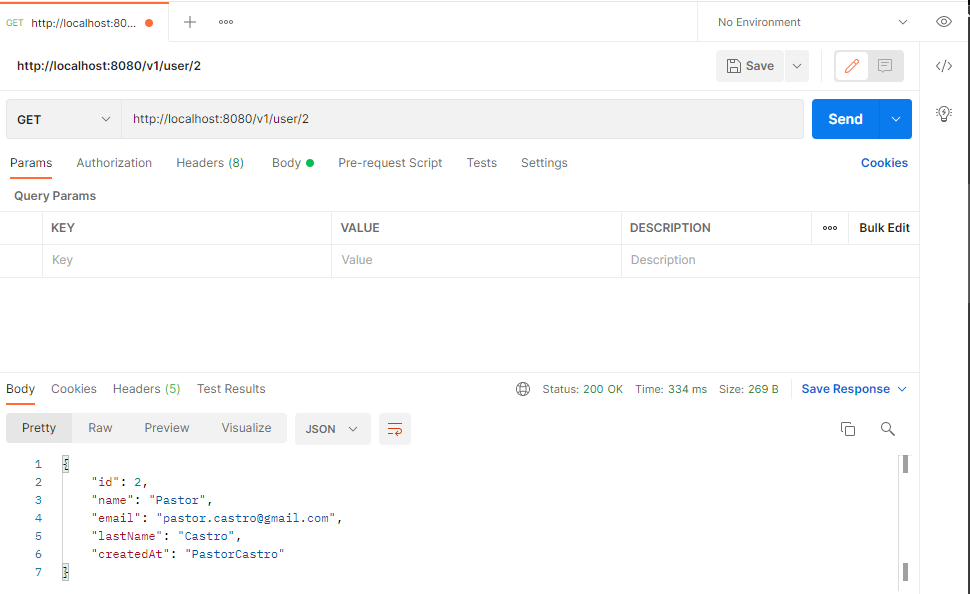 GET http://localhost:80...
No Environment
http://localhost:8080/v1/user/2
Save
GET http://localhost:8080/v1/user/2 Send
Params Authorization Headers (8) Body Pre-request Script Tests Settings Cookies
Query Params
KEY VALUE DESCRIPTION Bulk Edit
Key Value Description
Body Cookies Headers (5) Test Results Status: 200 OK Time: 334 ms Size: 269 B Save Response
Pretty Raw Preview Visualize JSON
1 {
2 "id": 2,
3 "name": "Pastor",
4 "email": "pastor.castro@gmail.com",
5 "lastName": "Castro",
6 "createdAt": "PastorCastro"
7 }